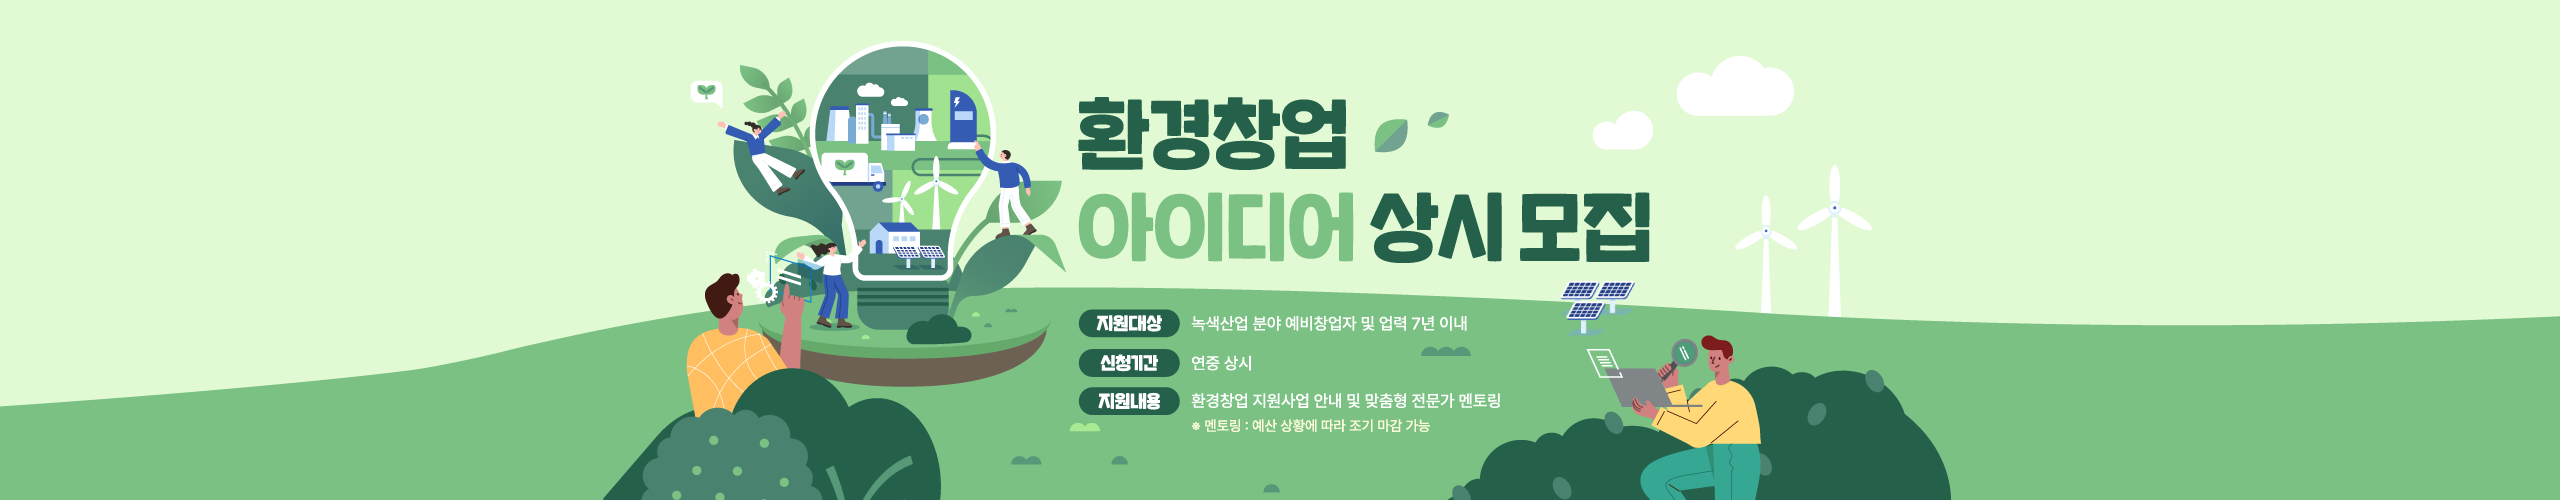 환경창업
아이디어 상시 모집
지원대상 녹색산업 분야 예비창업자 및 업력 7년 이내
신청기간 연중 상시
지원내용 환경창업 지원사업 안내 및 맞춤형 전문가 멘토링
※ 멘토링 : 예산 상황에 따라 조기 마감 가능